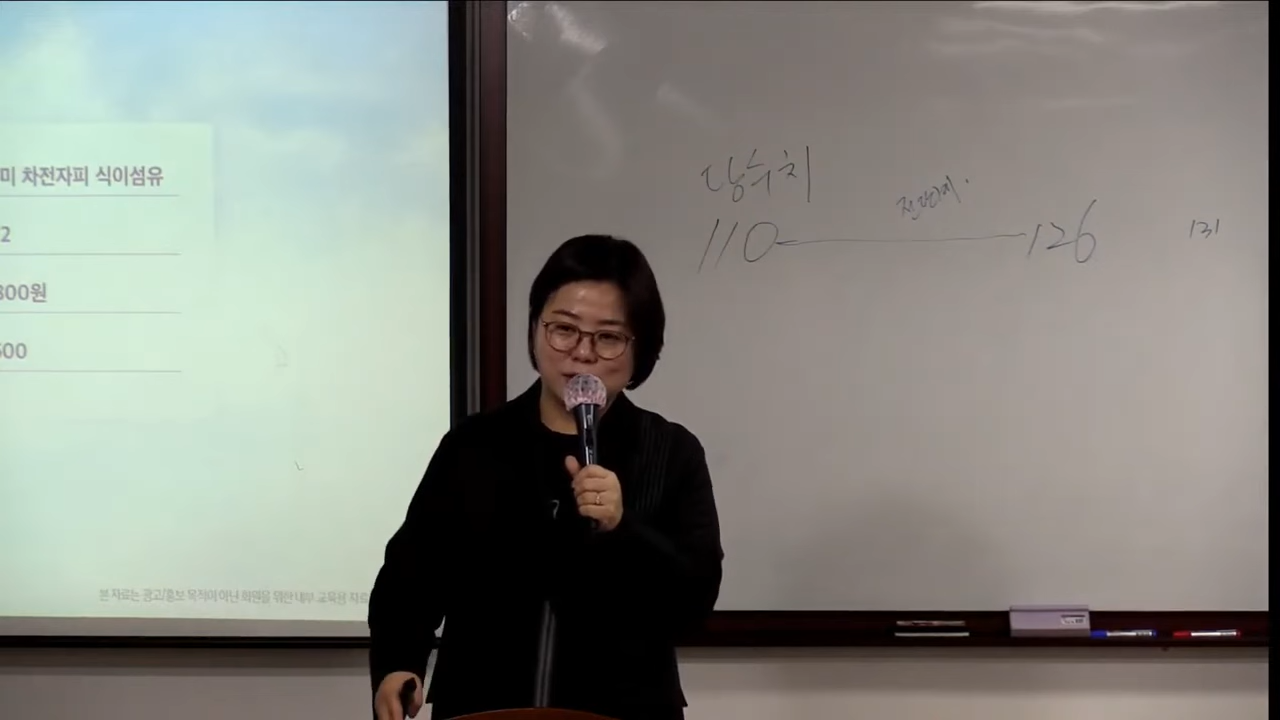 미 차전자피 식이섬유
2
800원
500
본 자료는 광고/홍보 목적이 아닌 회원을 위한 내부 교육용 자료
당수치
전단계.
110 126 131